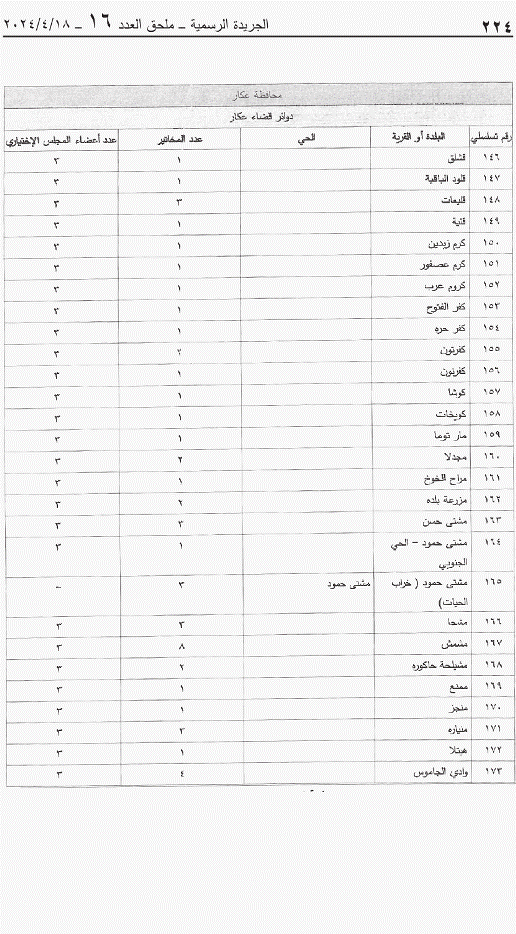 ٢٢٤ الجريدة الرسمية ــ ملحق العدد ١٦ ــ ٢٠٢٤/٤/١٨
محافظة عكار
دوائر قضاء عكار
رقم تسلسلي البلدة أو القرية الحي عدد المخاتير عدد أعضاء المجلس الإختياري
١٤٦ قشلق ١ ٣
١٤٧ قلود الباقية ١ ٣
١٤٨ قليعات ٣ ٣
١٤٩ قنية ١ ٣
١٥٠ كرم زبدين ١ ٣
١٥١ كرم عصفور ١ ٣
١٥٢ كروم عرب ١ ٣
١٥٣ كفر الفتوح ١ ٣
١٥٤ كفر حره ١ ٣
١٥٥ كفرتون ٢ ٣
١٥٦ كفرنون ١ ٣
١٥٧ كوشا ١ ٣
١٥٨ كويخات ١ ٣
١٥٩ مار توما ١ ٣
١٦٠ مجدلا ٢ ٣
١٦١ مراح الخوخ ١ ٣
١٦٢ مزرعة بلده ٢ ٣
١٦٣ مشتى حسن ٣ ٣
١٦٤ مشتى حمود – الحي ١ ٣
الجنوبي
١٦٥ مشتى حمود ( خراب مشتى حمود ٣ –
الحيات)
١٦٦ مشحا ٣ ٣
١٦٧ مشمش ٨ ٣
١٦٨ مشيلحة حاكوره ٢ ٣
١٦٩ ممنع ١ ٣
١٧٠ منجز ١ ٣
١٧١ منياره ٣ ٣
١٧٢ هيتلا ١ ٣
١٧٣ وادي الجاموس ٤ ٣